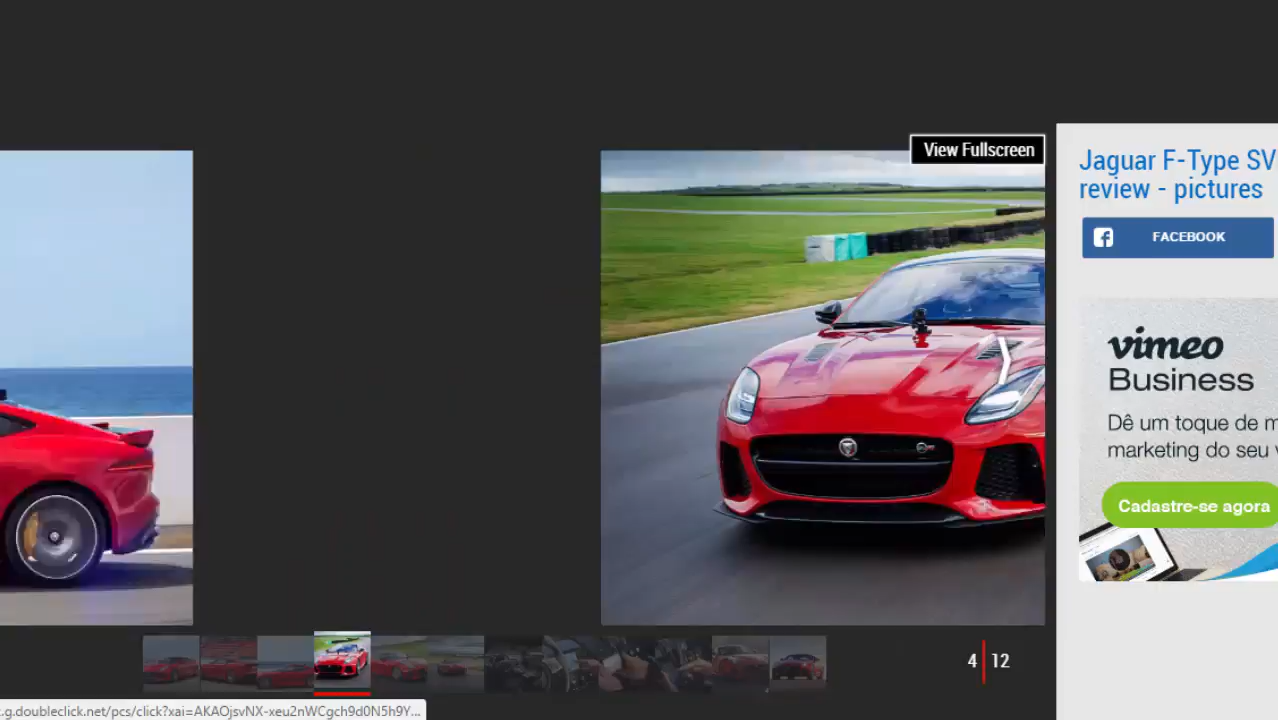 View Fullscreen
Jaguar F-Type SV
review - pictures
FACEBOOK
vimeo
Business
Dê um toque de m
marketing do seu v
Cadastre-se agora
4 | 12
.g.doubleclick.net/pcs/click?xai=AKAOjsvNX-xeu2nWCgch9d0N5h9Y...